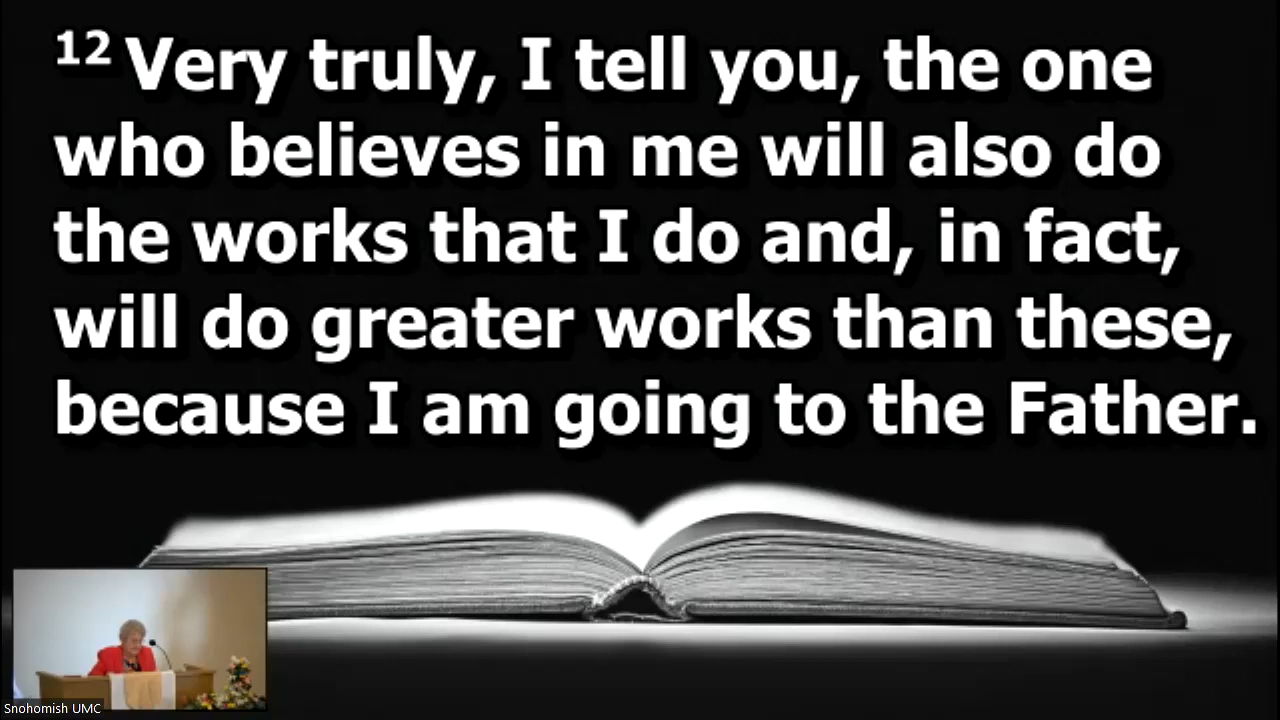 12 Very truly, I tell you, the one
who believes in me will also do
the works that I do and, in fact,
will do greater works than these,
because I am going to the Father.
Snohomish UMC